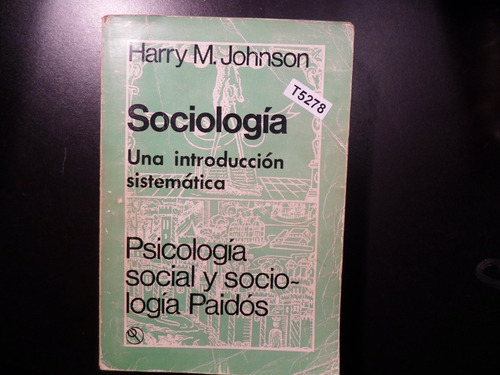 Harry M. Johnson
T5278
Sociología
Una introducción
sistemática
Psicología
social y socio-
logía Paidós